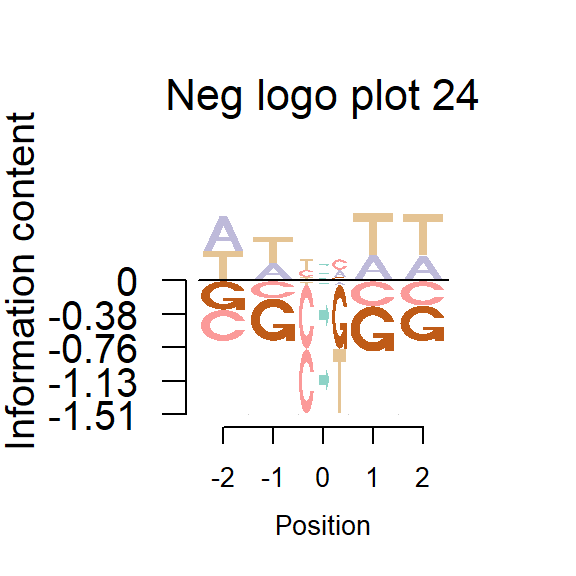 Neg logo plot 24
Information content
0
-0.38
-0.76
-1.13
-1.51
A T T T T
T A A A
G C C→G C C
C G C→T G G
-2 -1 0 1 2
Position